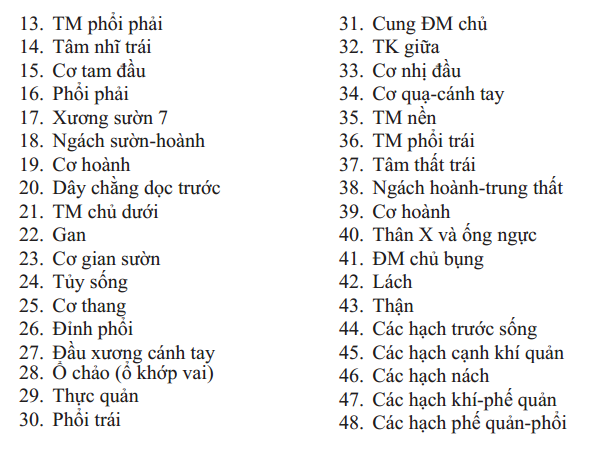 13. TM phổi phải
14. Tâm nhĩ trái
15. Cơ tam đầu
16. Phổi phải
17. Xương sườn 7
18. Ngách sườn-hoành
19. Cơ hoành
20. Dây chằng dọc trước
21. TM chủ dưới
22. Gan
23. Cơ gian sườn
24. Tủy sống
25. Cơ thang
26. Đỉnh phổi
27. Đầu xương cánh tay
28. Ổ chảo (ổ khớp vai)
29. Thực quản
30. Phổi trái
31. Cung ĐM chủ
32. TK giữa
33. Cơ nhị đầu
34. Cơ quạ-cánh tay
35. TM nền
36. TM phổi trái
37. Tâm thất trái
38. Ngách hoành-trung thất
39. Cơ hoành
40. Thân X và ống ngực
41. ĐM chủ bụng
42. Lách
43. Thận
44. Các hạch trước sống
45. Các hạch cạnh khí quản
46. Các hạch nách
47. Các hạch khí-phế quản
48. Các hạch phế quản-phổi